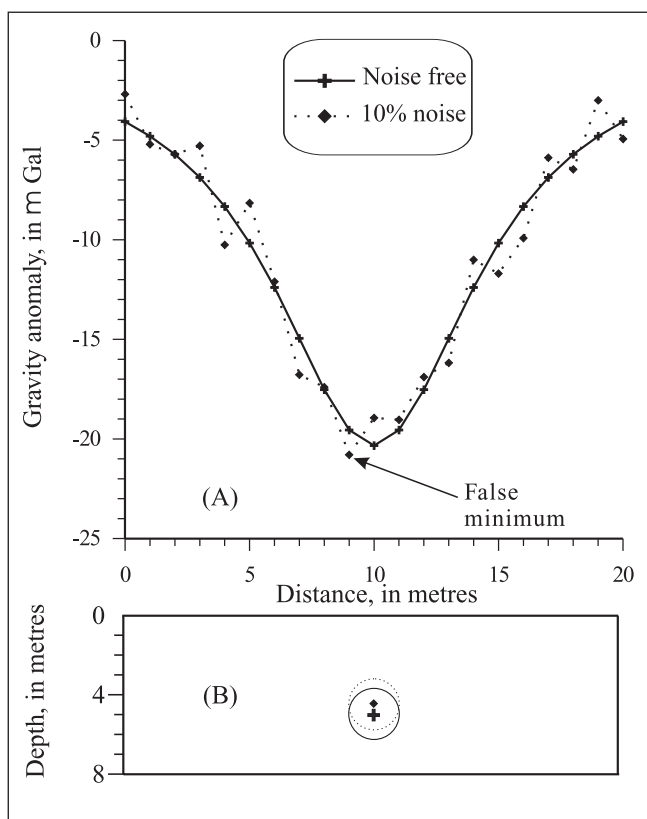 0
-5
-10
-15
-20
-25
Gravity anomaly, in m Gal
Noise free
10% noise
(A)
False
minimum
0 5 10 15 20
Distance, in metres
0
4
8
Depth, in metres
(B)